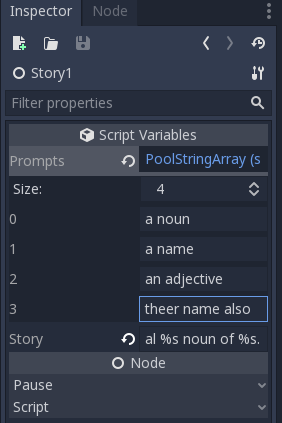 Inspector Node
Story1
Filter properties
Script Variables
Prompts PoolStringArray (s
Size: 4
0 a noun
1 a name
2 an adjective
3 theer name also
Story al %s noun of %s.
Node
Pause
Script